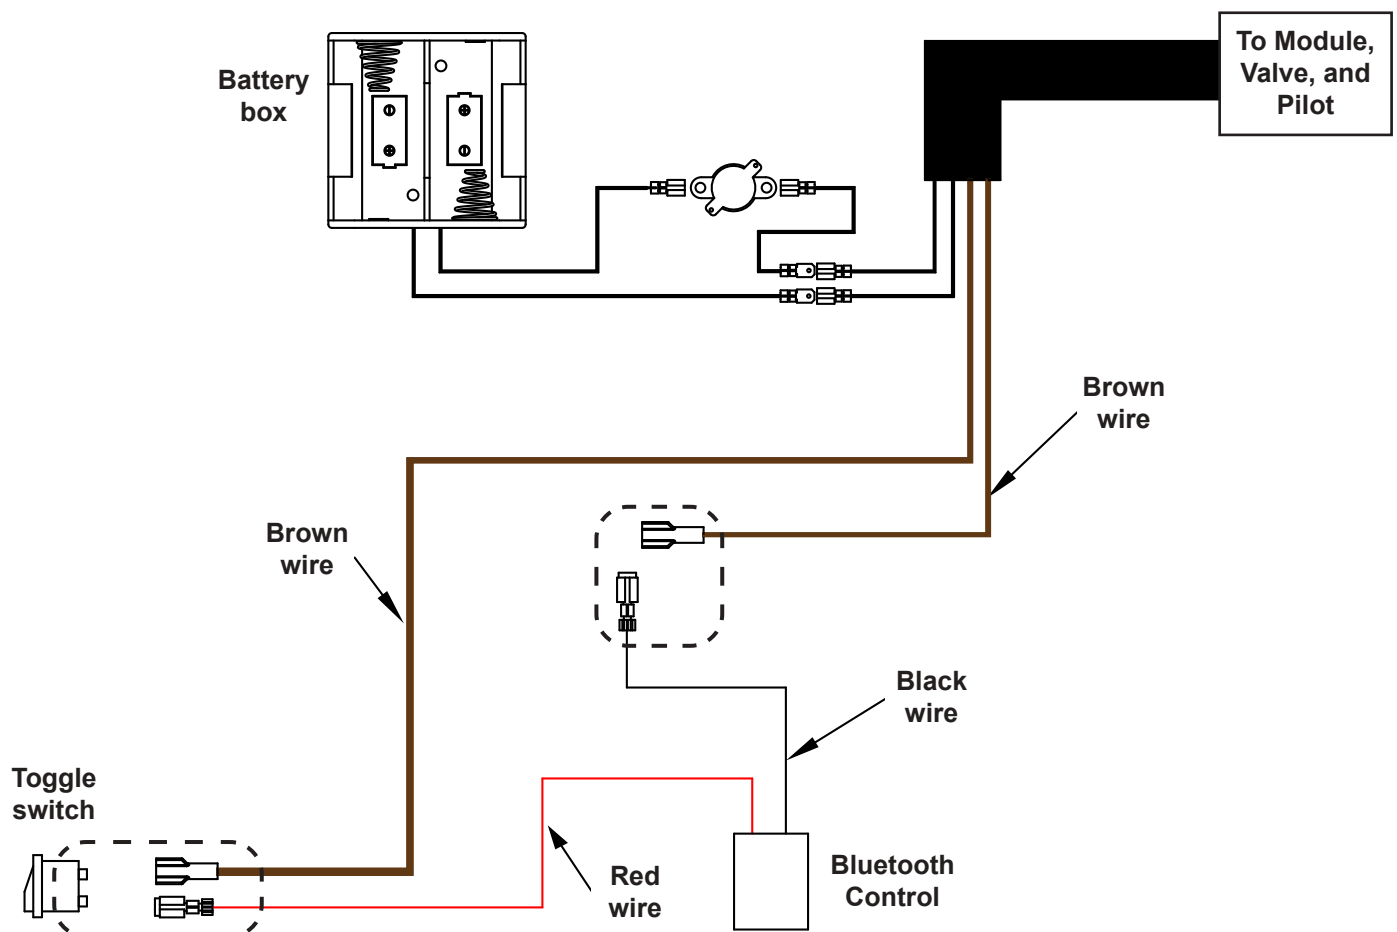 To Module,
Valve, and
Pilot
Battery
box
Brown
wire
Brown
wire
Black
wire
Toggle
switch
Red
wire
Bluetooth
Control